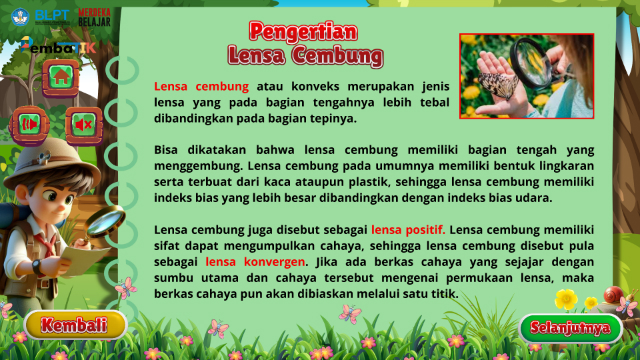 BLPT
MERDEKA
BELAJAR
PembaTIK
Pengertian
Lensa Cembung
Lensa cembung atau konveks merupakan jenis
lensa yang pada bagian tengahnya lebih tebal
dibandingkan pada bagian tepinya.
Bisa dikatakan bahwa lensa cembung memiliki bagian tengah yang
menggembung. Lensa cembung pada umumnya memiliki bentuk lingkaran
serta terbuat dari kaca ataupun plastik, sehingga lensa cembung memiliki
indeks bias yang lebih besar dibandingkan dengan indeks bias udara.
Lensa cembung juga disebut sebagai lensa positif. Lensa cembung memiliki
sifat dapat mengumpulkan cahaya, sehingga lensa cembung disebut pula
sebagai lensa konvergen. Jika ada berkas cahaya yang sejajar dengan
sumbu utama dan cahaya tersebut mengenai permukaan lensa, maka
berkas cahaya pun akan dibiaskan melalui satu titik.
Kembali
Selanjutnya